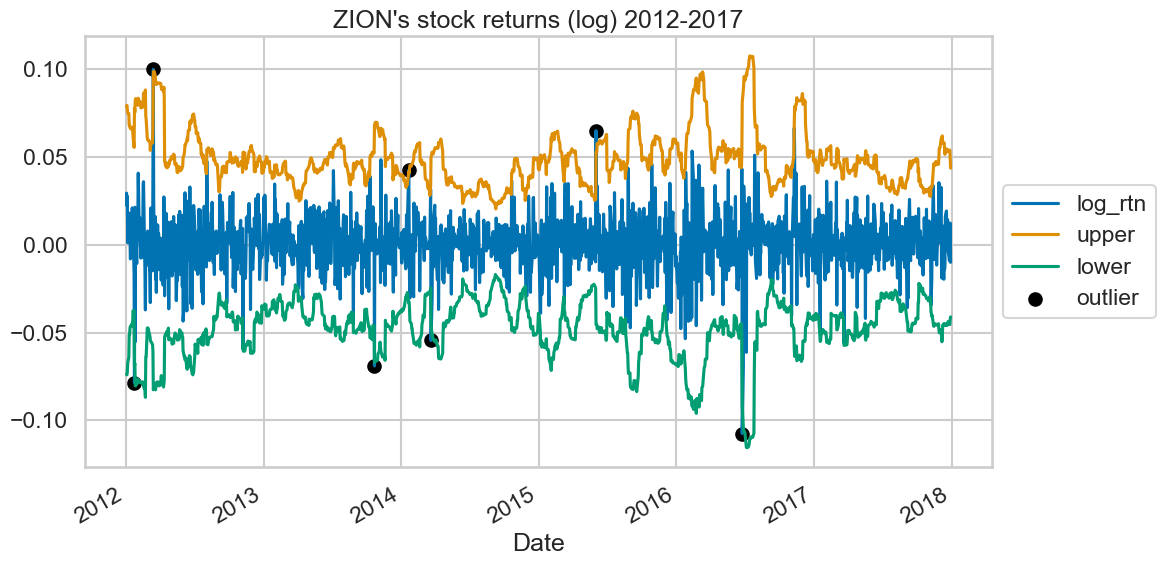 ZION's stock returns (log) 2012-2017
0.10
0.05
0.00
−0.05
−0.10
2012
2013
2014
2015
2016
2017
2018
Date
log_rtn
upper
lower
outlier